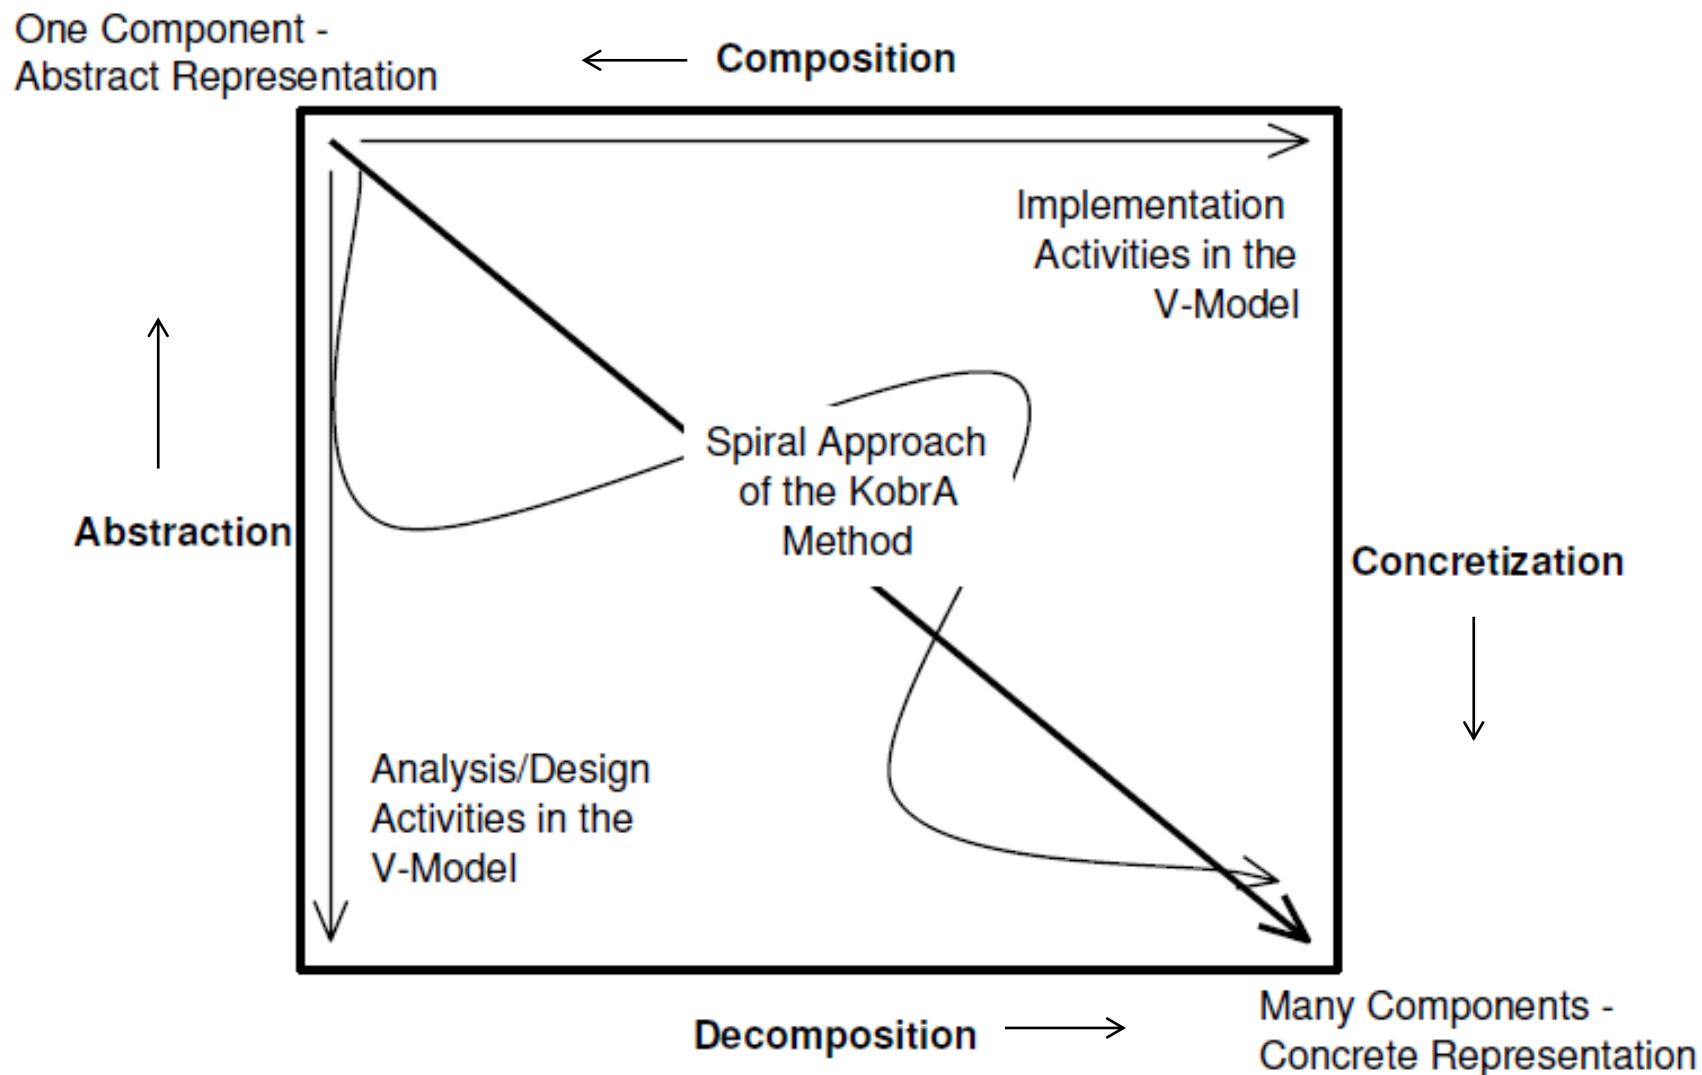 One Component -
Abstract Representation
Composition
Implementation
Activities in the
V-Model
Spiral Approach
of the KobrA
Method
Abstraction
Concretization
Analysis/Design
Activities in the
V-Model
Decomposition
Many Components -
Concrete Representation